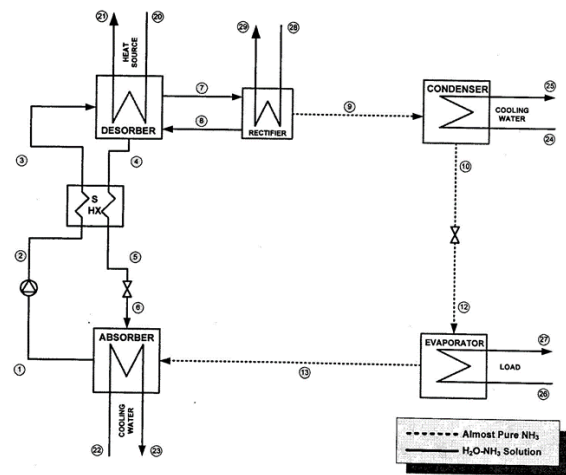 21
20
HEAT
SOURCE
29
28
7
8
DESORBER
RECTIFIER
9
CONDENSER
25
COOLING
WATER
24
3
4
10
S
HX
2
5
6
12
1
ABSORBER
13
EVAPORATOR
27
LOAD
26
COOLING
WATER
22
23
Almost Pure NH₃
H₂O-NH₃ Solution